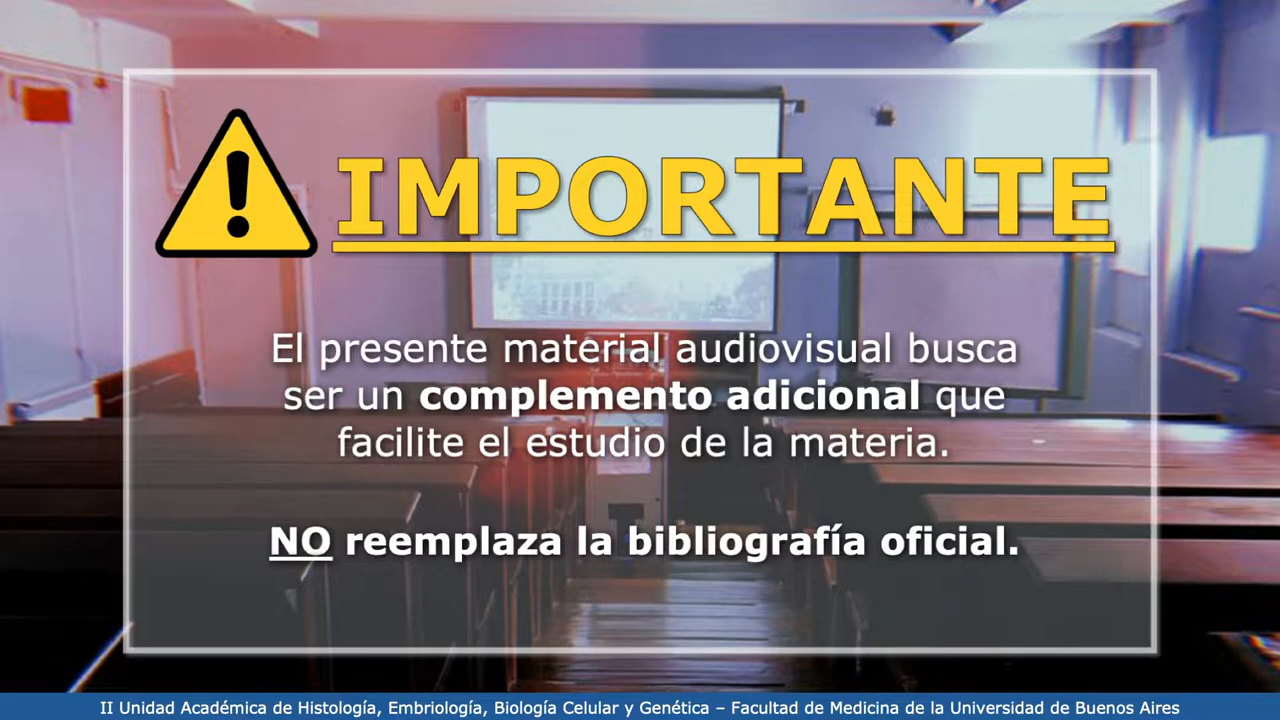 IMPORTANTE
El presente material audiovisual busca
ser un complemento adicional que
facilite el estudio de la materia.
NO reemplaza la bibliografía oficial.
II Unidad Académica de Histología, Embriología, Biología Celular y Genética – Facultad de Medicina de la Universidad de Buenos Aires